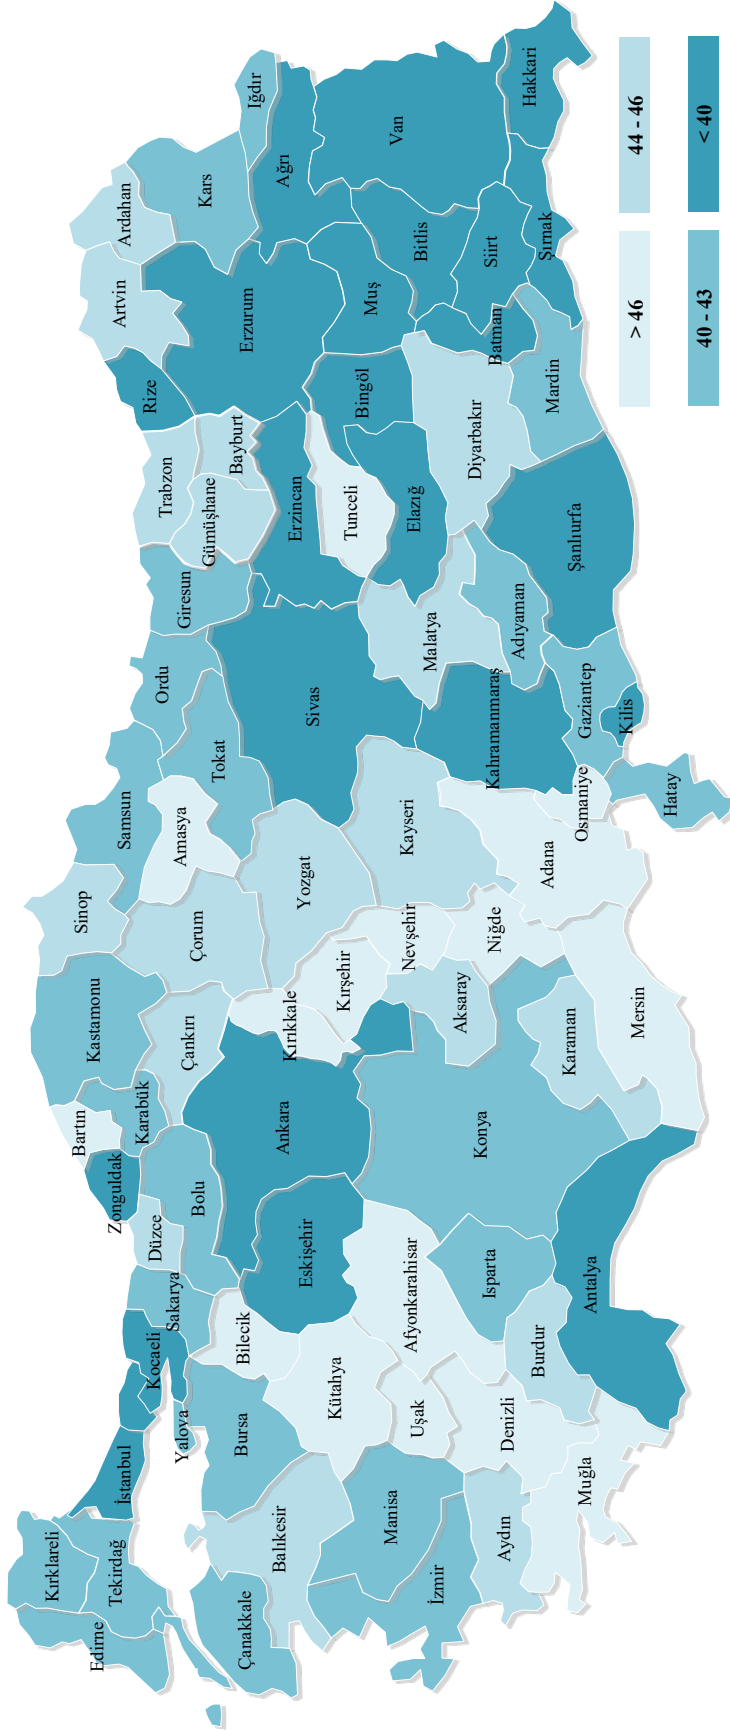 Kırklareli
Edirne
Tekirdağ
İstanbul
Kocaeli
Yalova
Sakarya
Düzce
Zonguldak
Bartın
Karabük
Kastamonu
Sinop
Samsun
Ordu
Giresun
Trabzon
Rize
Artvin
Ardahan
Çanakkale
Balıkesir
Bursa
Bilecik
Bolu
Çankırı
Çorum
Amasya
Tokat
Gümüşhane
Bayburt
Erzurum
Kars
Iğdır
Kütahya
Eskişehir
Ankara
Kırıkkale
Kırşehir
Yozgat
Sivas
Erzincan
Tunceli
Bingöl
Muş
Ağrı
İzmir
Manisa
Uşak
Afyonkarahisar
Konya
Aksaray
Nevşehir
Niğde
Kayseri
Malatya
Elazığ
Diyarbakır
Batman
Bitlis
Siirt
Van
Aydın
Denizli
Isparta
Burdur
Muğla
Antalya
Karaman
Mersin
Adana
Osmaniye
Kahramanmaraş
Adıyaman
Gaziantep
Kilis
Hatay
Şanlıurfa
Mardin
Şırnak
Hakkari
> 46
44 - 46
40 - 43
< 40